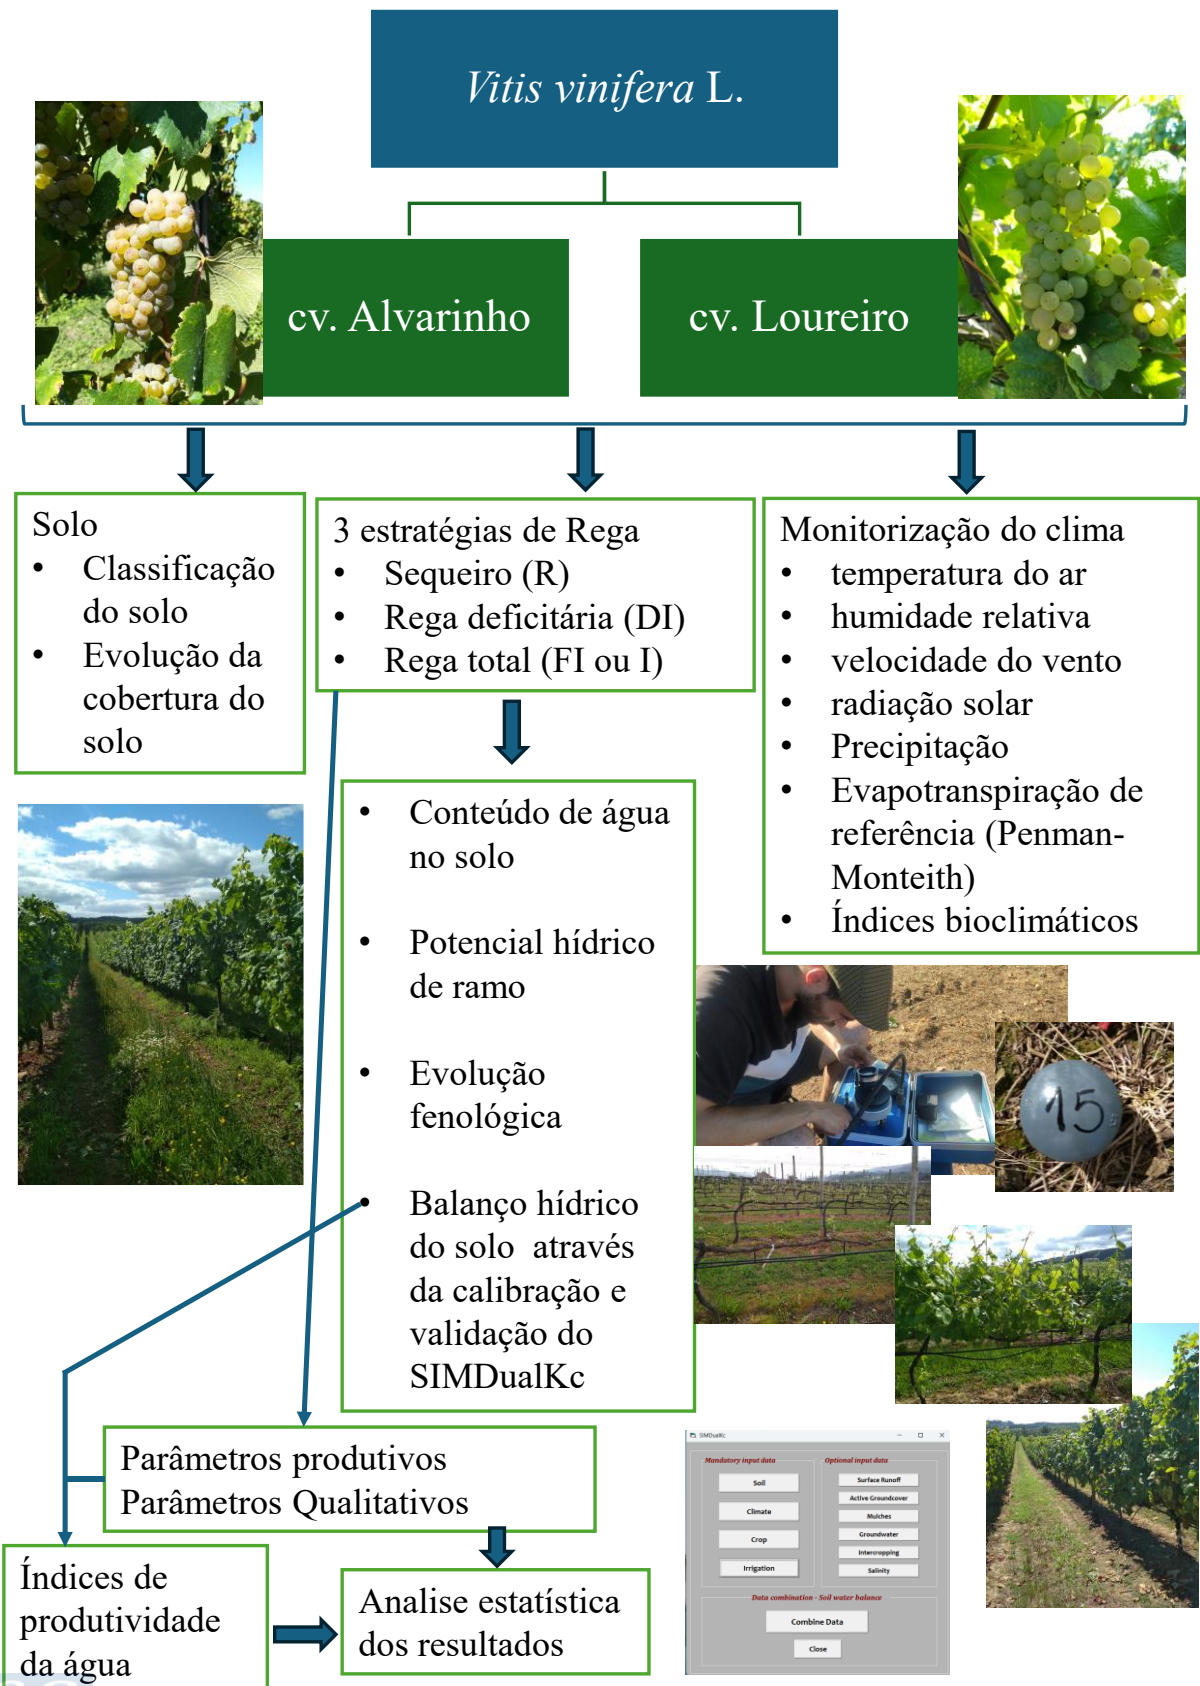 Vitis vinifera L.
cv. Alvarinho
cv. Loureiro
Solo
• Classificação
do solo
• Evolução da
cobertura do
solo
3 estratégias de Rega
• Sequeiro (R)
• Rega deficitária (DI)
• Rega total (FI ou I)
Monitorização do clima
• temperatura do ar
• humidade relativa
• velocidade do vento
• radiação solar
• Precipitação
• Evapotranspiração de
referência (Penman-
Monteith)
• Índices bioclimáticos
• Conteúdo de água
no solo
• Potencial hídrico
de ramo
• Evolução
fenológica
• Balanço hídrico
do solo através
da calibração e
validação do
SIMDualKc
15
Parâmetros produtivos
Parâmetros Qualitativos
Índices de
produtividade
da água
Analise estatística
dos resultados
SIMDualKc
Mandatory input data
Soil
Climate
Crop
Irrigation
Optional input data
Surface Runoff
Active Groundcover
Mulches
Groundwater
Intercropping
Salinity
Data combination - Soil water balance
Combine Data
Close